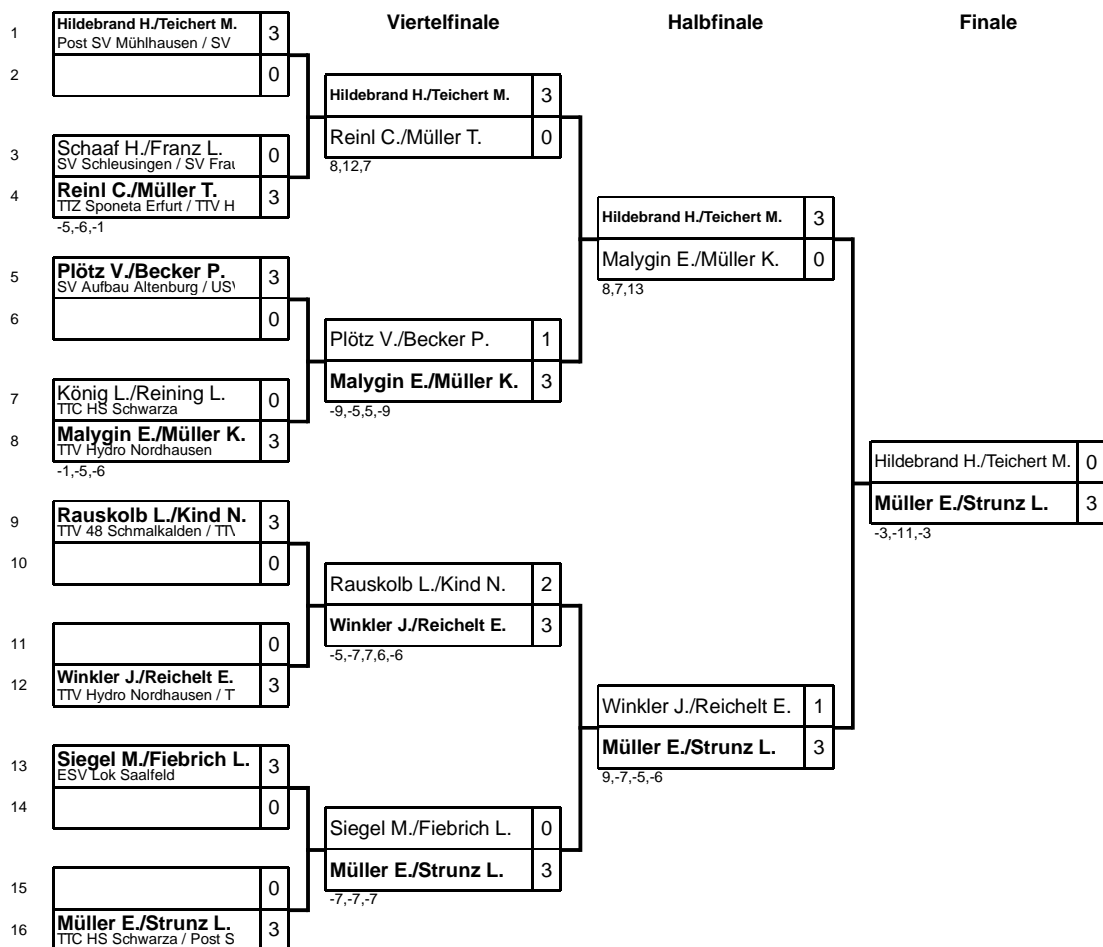 Viertelfinale
Halbfinale
Finale
1
Hildebrand H./Teichert M.
3
Post SV Mühlhausen / SV
2
0
3
Schaaf H./Franz L.
0
SV Schleusingen / SV Frau
4
Reinl C./Müller T.
3
TTZ Sponeta Erfurt / TTV H
-5,-6,-1
5
Plötz V./Becker P.
3
SV Aufbau Altenburg / US
6
0
7
König L./Reining L.
0
TTC HS Schwarza
8
Malygin E./Müller K.
3
TTV Hydro Nordhausen
-1,-5,-6
9
Rauskolb L./Kind N.
3
TTV 48 Schmalkalden /
10
0
11
0
12
Winkler J./Reichelt E.
3
TTV Hydro Nordhausen / T
13
Siegel M./Fiebrich L.
3
ESV Lok Saalfeld
14
0
15
0
16
Müller E./Strunz L.
3
TTC HS Schwarza / Post S
Hildebrand H./Teichert M.
3
Reinl C./Müller T.
0
8,12,7
Plötz V./Becker P.
1
Malygin E./Müller K.
3
-9,-5,5,-9
Rauskolb L./Kind N.
2
Winkler J./Reichelt E.
3
-5,-7,7,6,-6
Siegel M./Fiebrich L.
0
Müller E./Strunz L.
3
-7,-7,-7
Hildebrand H./Teichert M.
3
Malygin E./Müller K.
0
8,7,13
Winkler J./Reichelt E.
1
Müller E./Strunz L.
3
9,-7,-5,-6
Hildebrand H./Teichert M.
0
Müller E./Strunz L.
3
-3,-11,-3